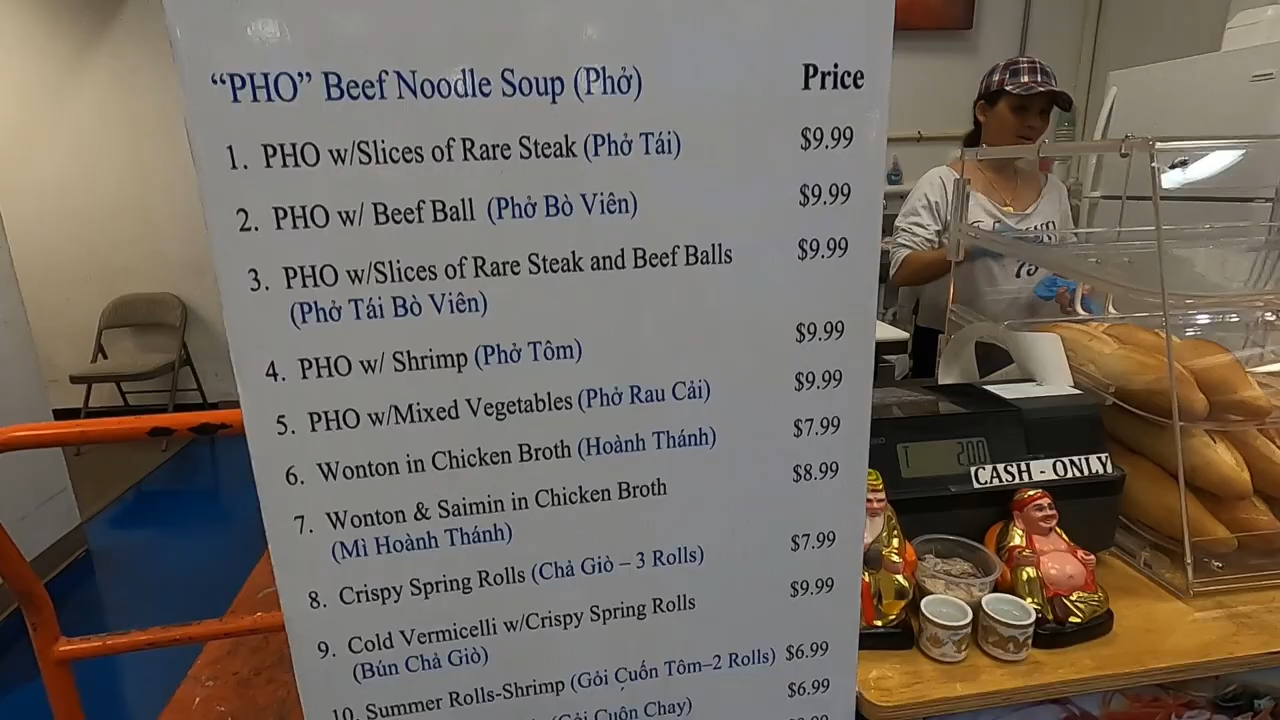 “PHO” Beef Noodle Soup (Phở) Price
1. PHO w/Slices of Rare Steak (Phở Tái) $9.99
2. PHO w/ Beef Ball (Phở Bò Viên) $9.99
3. PHO w/Slices of Rare Steak and Beef Balls $9.99
(Phở Tái Bò Viên)
4. PHO w/ Shrimp (Phở Tôm) $9.99
5. PHO w/Mixed Vegetables (Phở Rau Cải) $9.99
6. Wonton in Chicken Broth (Hoành Thánh) $7.99
7. Wonton & Saimin in Chicken Broth $8.99
(Mì Hoành Thánh)
8. Crispy Spring Rolls (Chả Giò – 3 Rolls) $7.99
9. Cold Vermicelli w/Crispy Spring Rolls $9.99
(Bún Chả Giò)
10. Summer Rolls-Shrimp (Gỏi Cuốn Tôm–2 Rolls) $6.99
Cuộn Chay) $6.99
T 2.00
CASH - ONLY